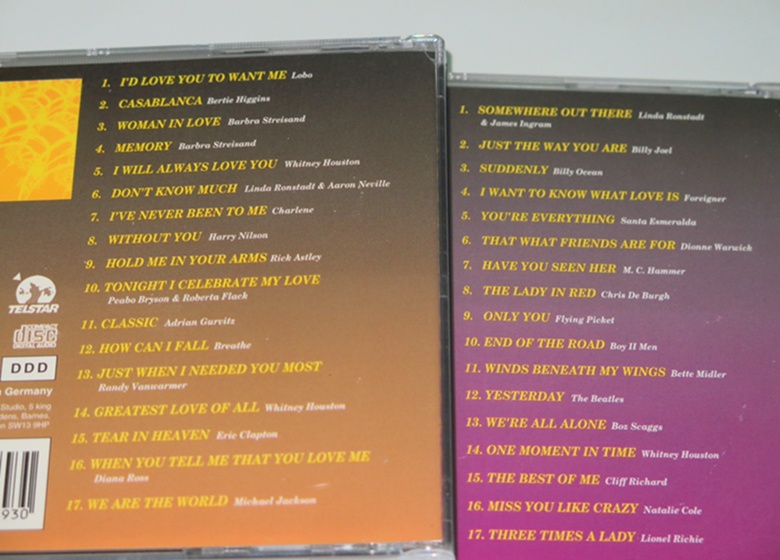 1. I'D LOVE YOU TO WANT ME Lobo
2. CASABLANCA Bertie Higgins
3. WOMAN IN LOVE Barbra Streisand
4. MEMORY Barbra Streisand
5. I WILL ALWAYS LOVE YOU Whitney Houston
6. DON'T KNOW MUCH Linda Ronstadt & Aaron Neville
7. I'VE NEVER BEEN TO ME Charlene
8. WITHOUT YOU Harry Nilson
9. HOLD ME IN YOUR ARMS Rick Astley
10. TONIGHT I CELEBRATE MY LOVE
Peabo Bryson & Roberta Flack
11. CLASSIC Adrian Gurvitz
12. HOW CAN I FALL Breathe
13. JUST WHEN I NEEDED YOU MOST
Randy Vanwarmer
14. GREATEST LOVE OF ALL Whitney Houston
15. TEAR IN HEAVEN Eric Clapton
16. WHEN YOU TELL ME THAT YOU LOVE ME
Diana Ross
17. WE ARE THE WORLD Michael Jackson
TELSTAR
COMPACT
disc
DIGITAL AUDIO
DDD
Germany
Studio, 5 king
dens, Barnes,
SW13 9HP
930
1. SOMEWHERE OUT THERE Linda Ronstadt
& James Ingram
2. JUST THE WAY YOU ARE Billy Joel
3. SUDDENLY Billy Ocean
4. I WANT TO KNOW WHAT LOVE IS Foreigner
5. YOU'RE EVERYTHING Santa Esmeralda
6. THAT WHAT FRIENDS ARE FOR Dionne Warwick
7. HAVE YOU SEEN HER M. C. Hammer
8. THE LADY IN RED Chris De Burgh
9. ONLY YOU Flying Picket
10. END OF THE ROAD Boy II Men
11. WINDS BENEATH MY WINGS Bette Midler
12. YESTERDAY The Beatles
13. WE'RE ALL ALONE Boz Scaggs
14. ONE MOMENT IN TIME Whitney Houston
15. THE BEST OF ME Cliff Richard
16. MISS YOU LIKE CRAZY Natalie Cole
17. THREE TIMES A LADY Lionel Richie